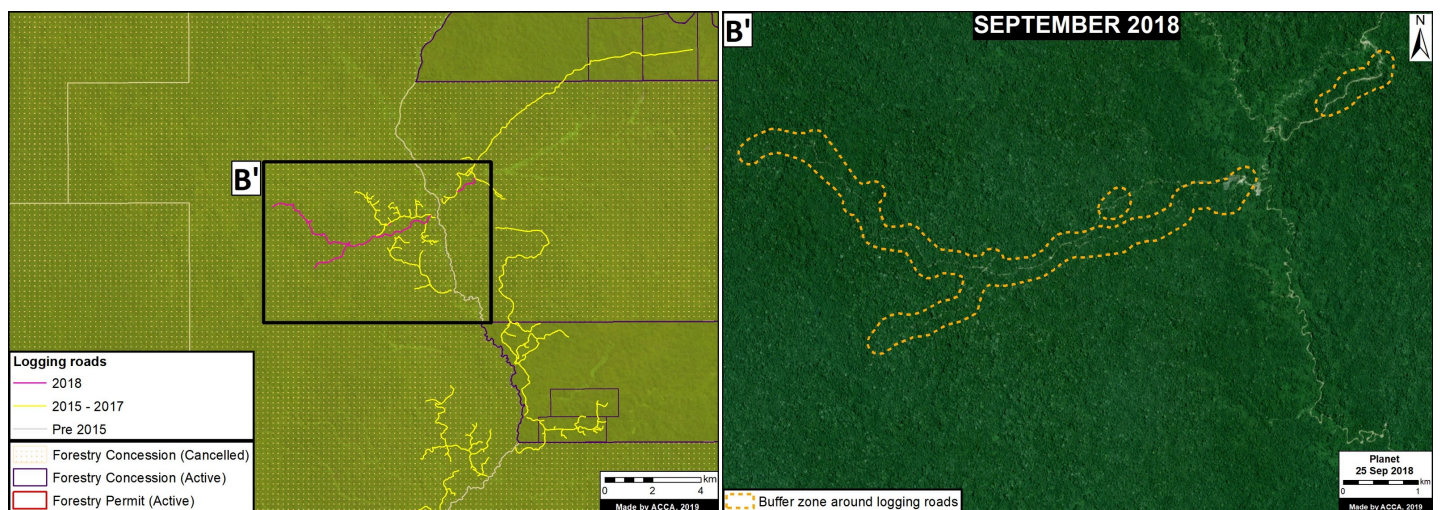 B'
Logging roads
2018
2015 - 2017
Pre 2015
Forestry Concession (Cancelled)
Forestry Concession (Active)
Forestry Permit (Active)
km
0 2 4
Made by ACCA, 2019
B'
SEPTEMBER 2018
N
Buffer zone around logging roads
Planet
25 Sep 2018
km
0 1
Made by ACCA, 2019